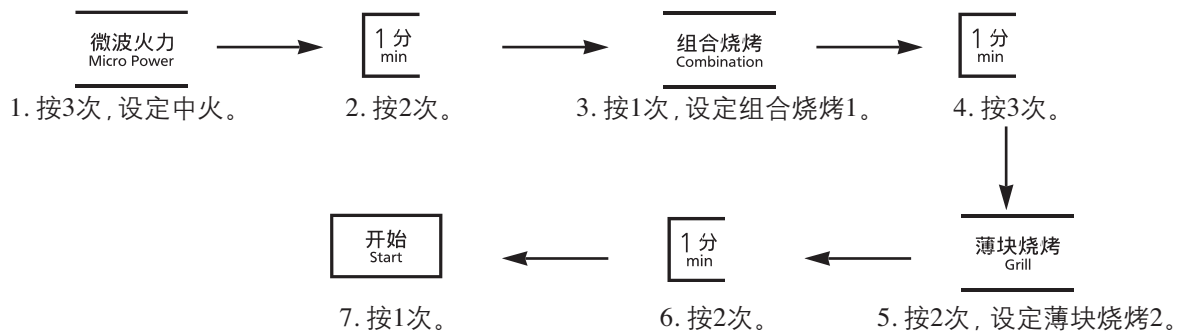 微波火力
Micro Power
1. 按3次，设定中火。
1 分
min
2. 按2次。
组合烧烤
Combination
3. 按1次，设定组合烧烤1。
1 分
min
4. 按3次。
薄块烧烤
Grill
5. 按2次，设定薄块烧烤2。
1 分
min
6. 按2次。
开始
Start
7. 按1次。